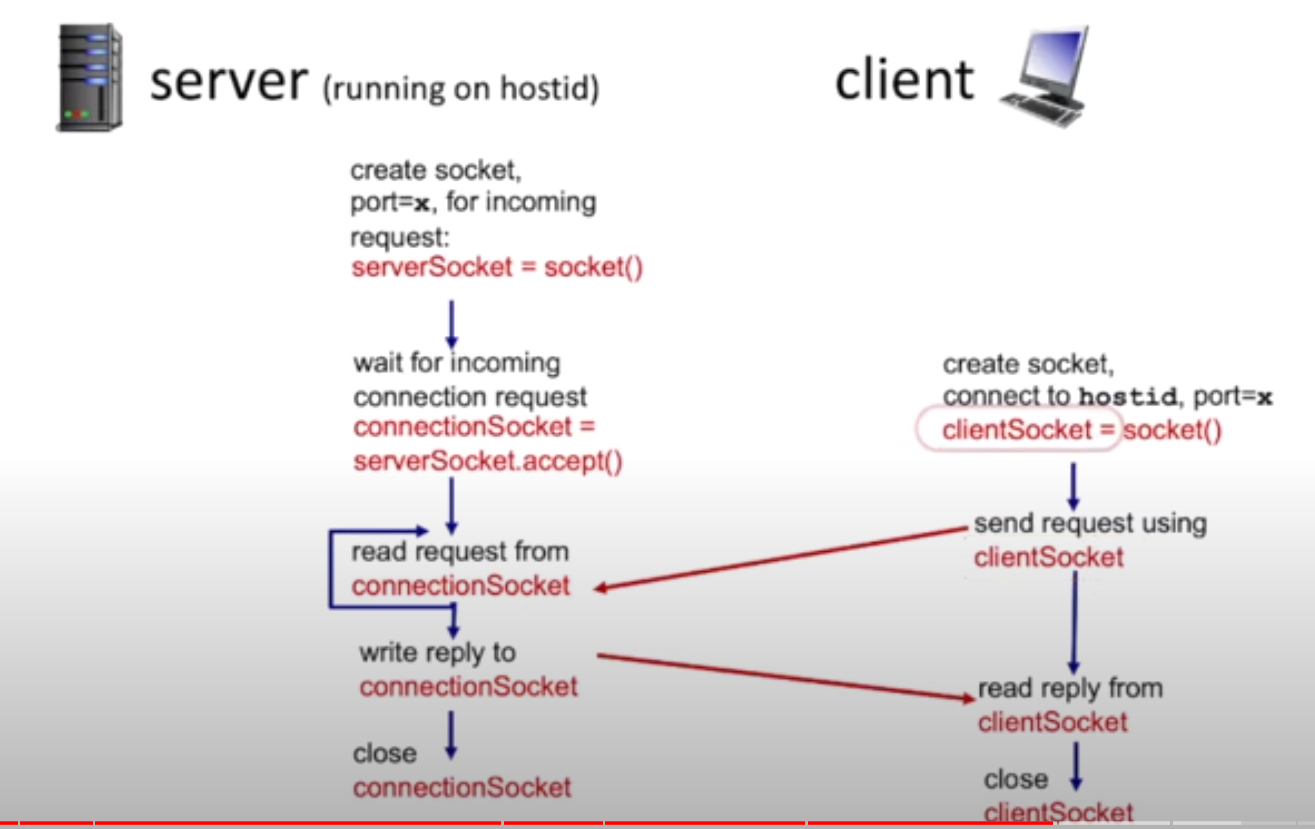 server (running on hostid)
client
create socket,
port=x, for incoming
request:
serverSocket = socket()
wait for incoming
connection request
connectionSocket =
serverSocket.accept()
read request from
connectionSocket
write reply to
connectionSocket
close
connectionSocket
create socket,
connect to hostid, port=x
clientSocket = socket()
send request using
clientSocket
read reply from
clientSocket
close
clientSocket